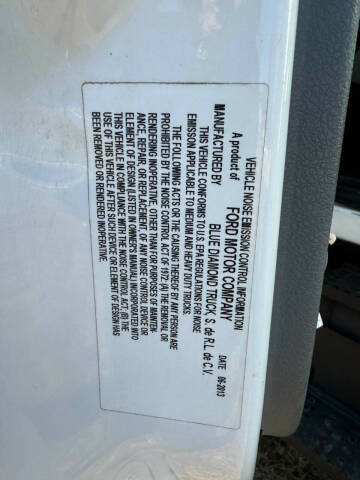 VEHICLE NOISE EMISSION CONTROL INFORMATION
A product of FORD MOTOR COMPANY DATE 06-2013
MANUFACTURED BY BLUE DIAMOND TRUCK S. de R.L. de C.V.
THIS VEHICLE CONFORMS TO U.S. EPA REGULATIONS FOR NOISE
EMISSON APPLICABLE TO MEDIUM AND HEAVY DUTY TRUCKS.
THE FOLLOWING ACTS OR THE CAUSING THEREOF BY ANY PERSON ARE
PROHIBITED BY THE NOISE CONTROL ACT OF 1972 (A) THE REMOVAL OR
RENDERING INOPERATIVE, OTHER THAN FOR PURPOSES OF MAINTEN-
ANCE, REPAIR, OR REPLACEMENT, OF ANY NOISE CONTROL DEVICE OR
ELEMENT OF DESIGN (LISTED IN OWNER'S MANUAL) INCORPORATED INTO
THIS VEHICLE IN COMPLIANCE WITH THE NOISE CONTROL ACT; (B) THE
USE OF THIS VEHICLE AFTER SUCH DEVICE OR ELEMENT OF DESIGN HAS
BEEN REMOVED OR RENDERED INOPERATIVE.